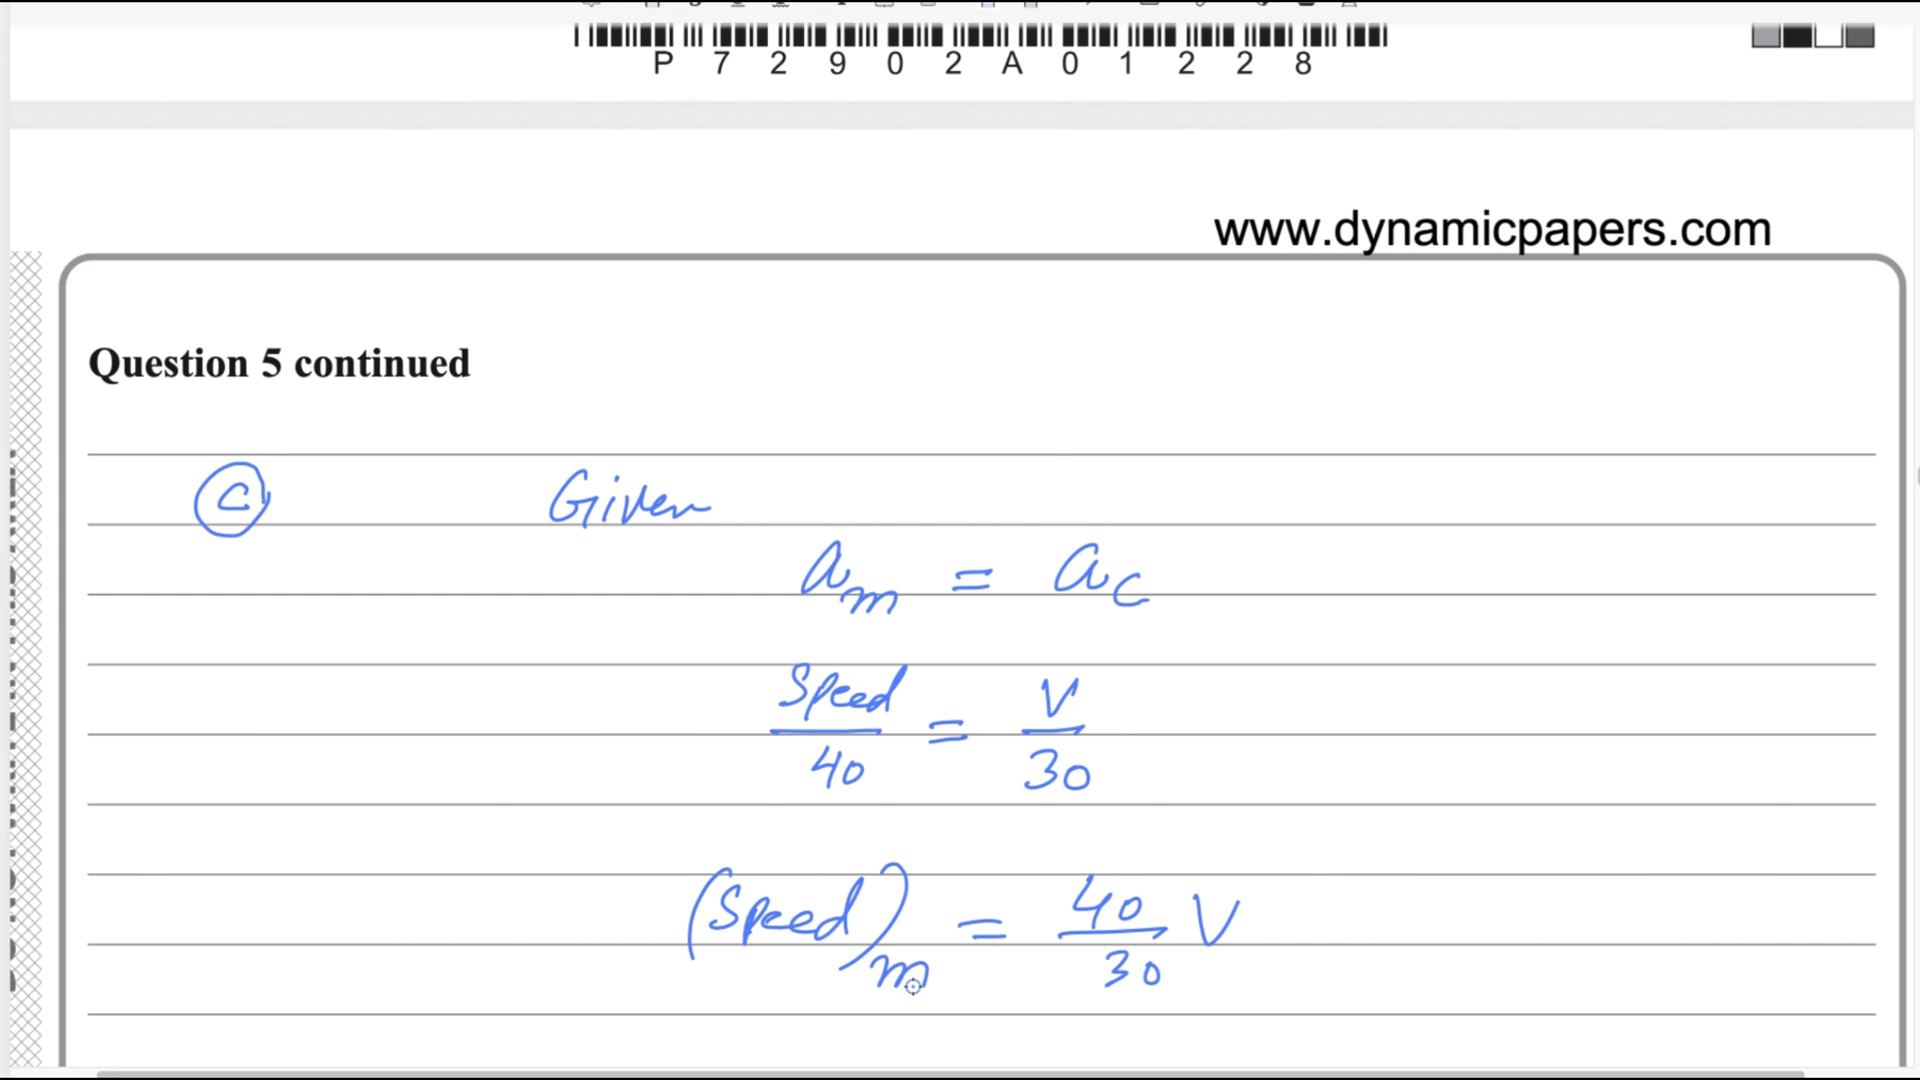 P 7 2 9 0 2 A 0 1 2 2 8
www.dynamicpapers.com
Question 5 continued
c Given
a_m = a_c
Speed/40 = V/30
(Speed)_m = 40/30 V